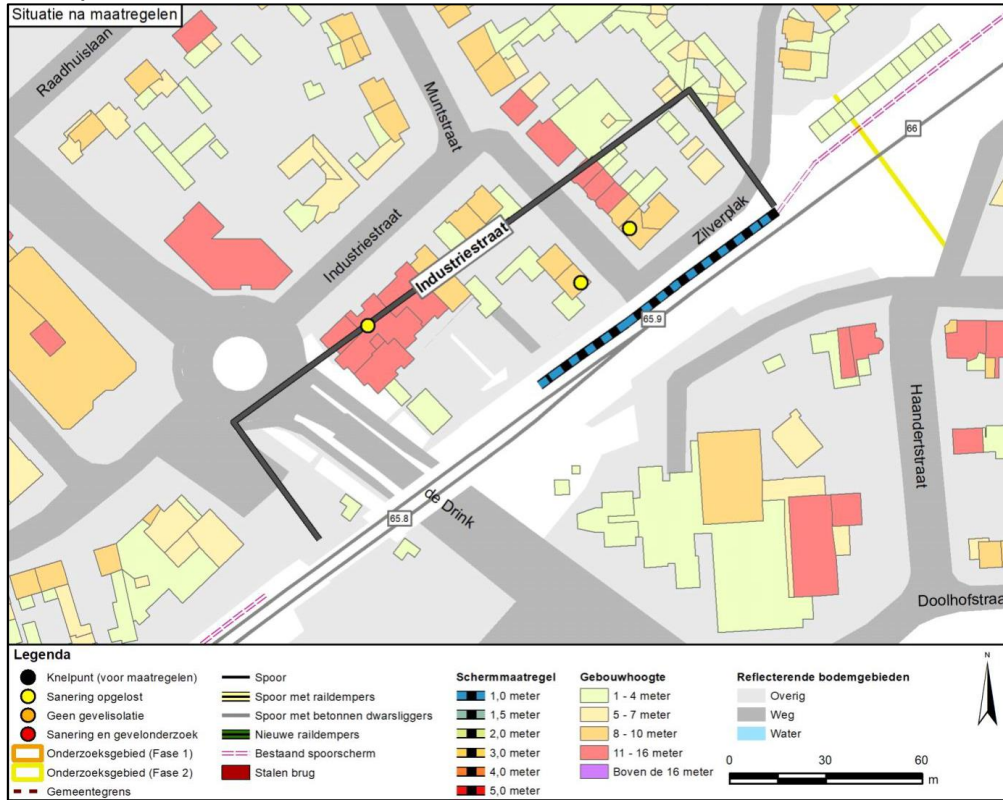 Situatie na maatregelen
Raadhuislaan
Muntstraat
66
Zilverplak
Industriestraat
Industriestraat
65.9
Haandertstraat
de Drink
65.8
Doolhofstraa
Legenda
Knelpunt (voor maatregelen)
Sanering opgelost
Geen gevelisolatie
Sanering en gevelonderzoek
Onderzoeksgebied (Fase 1)
Onderzoeksgebied (Fase 2)
Gemeentegrens
Spoor
Spoor met raildempers
Spoor met betonnen dwarsliggers
Nieuwe raildempers
Bestaand spoorscherm
Stalen brug
Schermmaatregel
1,0 meter
1,5 meter
2,0 meter
3,0 meter
4,0 meter
5,0 meter
Gebouwhoogte
1 - 4 meter
5 - 7 meter
8 - 10 meter
11 - 16 meter
Boven de 16 meter
Reflecterende bodemgebieden
Overig
Weg
Water
N
0 30 60
m